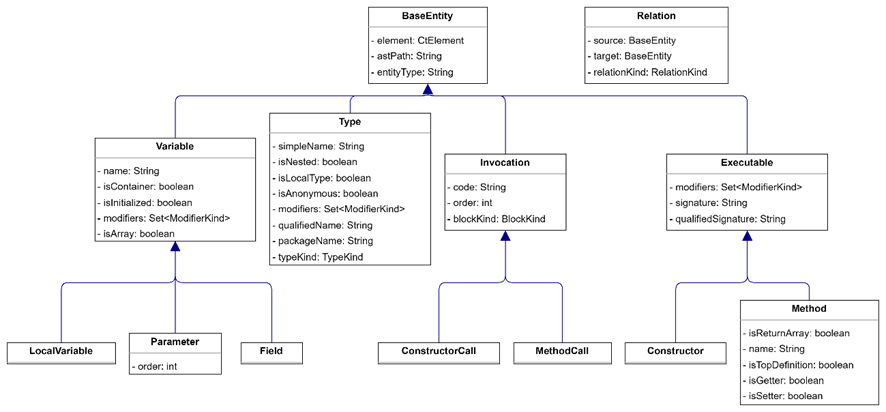 BaseEntity
- element: CtElement
- astPath: String
- entityType: String
Relation
- source: BaseEntity
- target: BaseEntity
- relationKind: RelationKind
Variable
- name: String
- isContainer: boolean
- isInitialized: boolean
- modifiers: Set<ModifierKind>
- isArray: boolean
Type
- simpleName: String
- isNested: boolean
- isLocalType: boolean
- isAnonymous: boolean
- modifiers: Set<ModifierKind>
- qualifiedName: String
- packageName: String
- typeKind: TypeKind
Invocation
- code: String
- order: int
- blockKind: BlockKind
Executable
- modifiers: Set<ModifierKind>
- signature: String
- qualifiedSignature: String
LocalVariable
Parameter
- order: int
Field
ConstructorCall
MethodCall
Constructor
Method
- isReturnArray: boolean
- name: String
- isTopDefinition: boolean
- isGetter: boolean
- isSetter: boolean